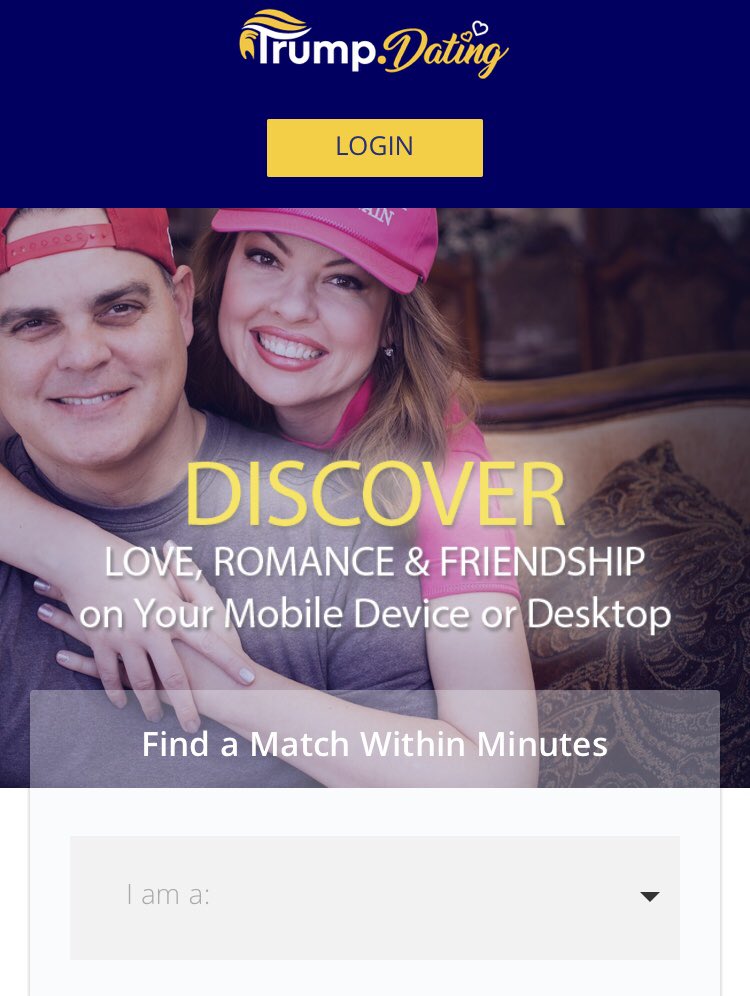 Trump.Dating
LOGIN
AIN
DISCOVER
LOVE, ROMANCE & FRIENDSHIP
on Your Mobile Device or Desktop
Find a Match Within Minutes
I am a: